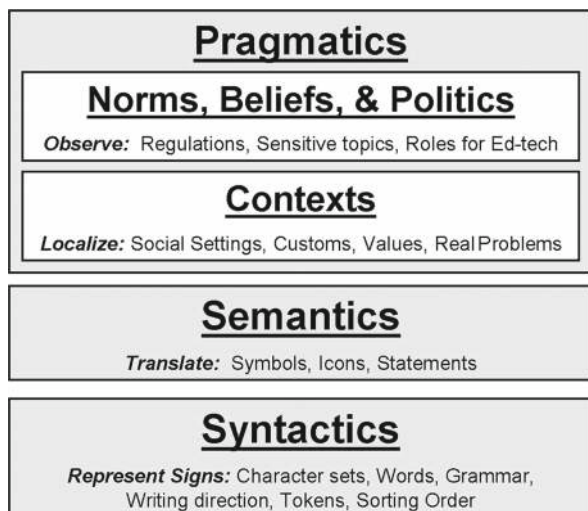 Pragmatics
Norms, Beliefs, & Politics
Observe: Regulations, Sensitive topics, Roles for Ed-tech
Contexts
Localize: Social Settings, Customs, Values, Real Problems
Semantics
Translate: Symbols, Icons, Statements
Syntactics
Represent Signs: Character sets, Words, Grammar,
Writing direction, Tokens, Sorting Order